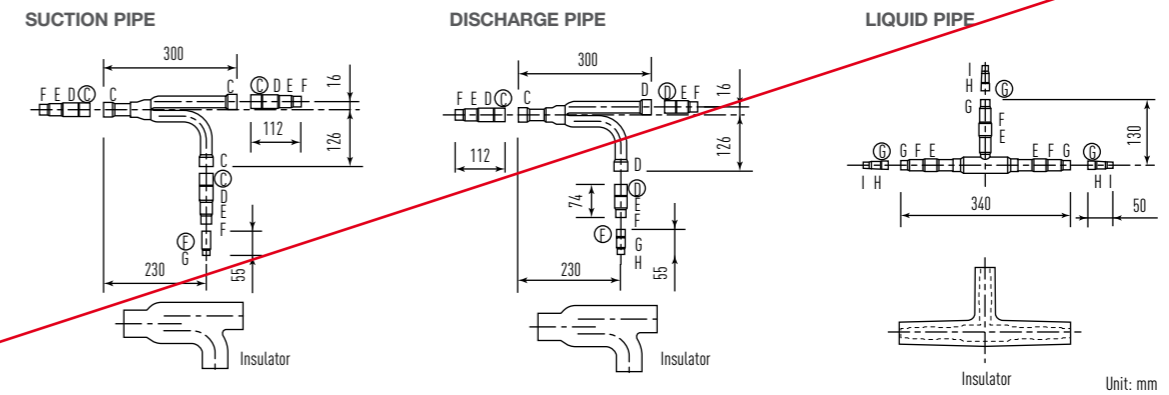 SUCTION PIPE
300
F E D C
C
C
C D E F
16
112
126
C
C
D
E
F
F
G
230
55
Insulator
DISCHARGE PIPE
300
F E D C
C
D
D E F
16
112
126
D
D
E
F
74
F
G
H
230
55
Insulator
LIQUID PIPE
I
H
G
G
F
E
130
G
G F E
E F G
G
I H
H I
340
50
Insulator
Unit: mm